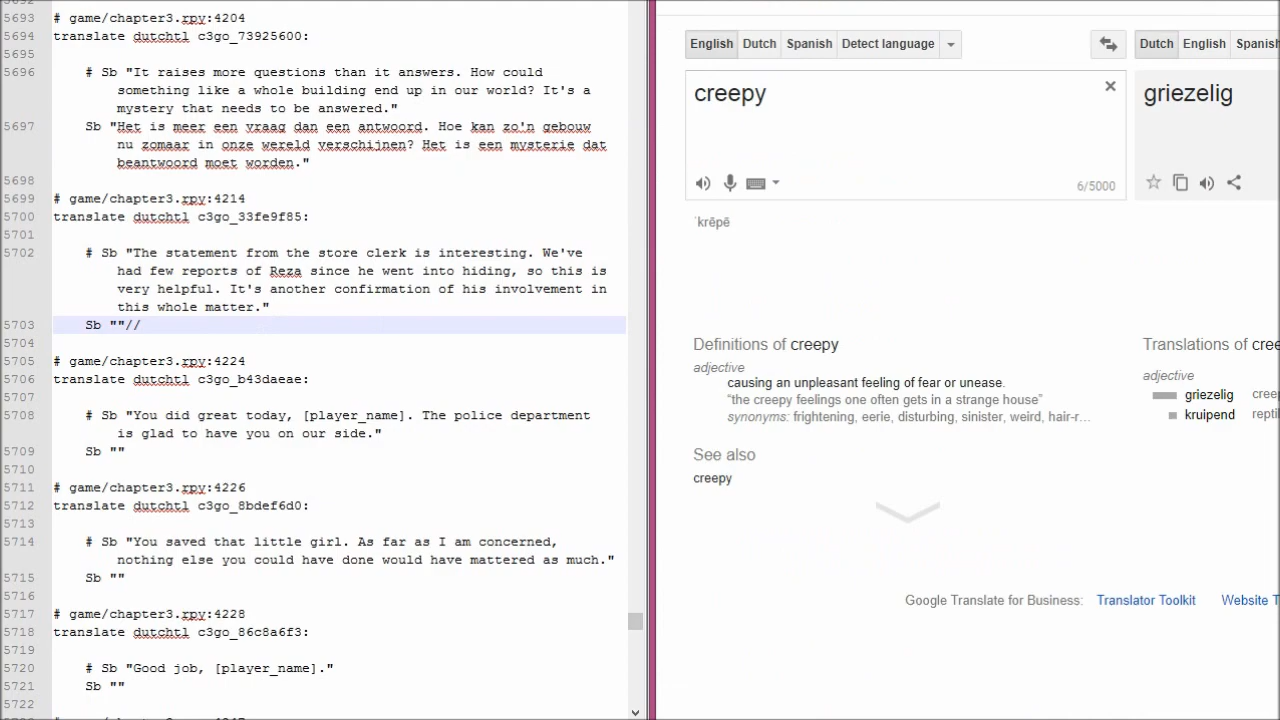 5692
5693 # game/chapter3.rpy:4204
5694 translate dutchtl c3go_73925600:
5695
5696 # Sb "It raises more questions than it answers. How could
something like a whole building end up in our world? It's a
mystery that needs to be answered."
5697 Sb "Het is meer een vraag dan een antwoord. Hoe kan zo'n gebouw
nu zomaar in onze wereld verschijnen? Het is een mysterie dat
beantwoord moet worden."
5698
5699 # game/chapter3.rpy:4214
5700 translate dutchtl c3go_33fe9f85:
5701
5702 # Sb "The statement from the store clerk is interesting. We've
had few reports of Reza since he went into hiding, so this is
very helpful. It's another confirmation of his involvement in
this whole matter."
5703 Sb ""//
5704
5705 # game/chapter3.rpy:4224
5706 translate dutchtl c3go_b43daeae:
5707
5708 # Sb "You did great today, [player_name]. The police department
is glad to have you on our side."
5709 Sb ""
5710
5711 # game/chapter3.rpy:4226
5712 translate dutchtl c3go_8bdef6d0:
5713
5714 # Sb "You saved that little girl. As far as I am concerned,
nothing else you could have done would have mattered as much."
5715 Sb ""
5716
5717 # game/chapter3.rpy:4228
5718 translate dutchtl c3go_86c8a6f3:
5719
5720 # Sb "Good job, [player_name]."
5721 Sb ""
5722
English Dutch Spanish Detect language
Dutch English Spanish
creepy
griezelig
6/5000
ˈkrēpē
Definitions of creepy
adjective
causing an unpleasant feeling of fear or unease.
"the creepy feelings one often gets in a strange house"
synonyms: frightening, eerie, disturbing, sinister, weird, hair-r...
See also
creepy
Translations of cree
adjective
griezelig cree
kruipend repti
Google Translate for Business: Translator Toolkit Website T